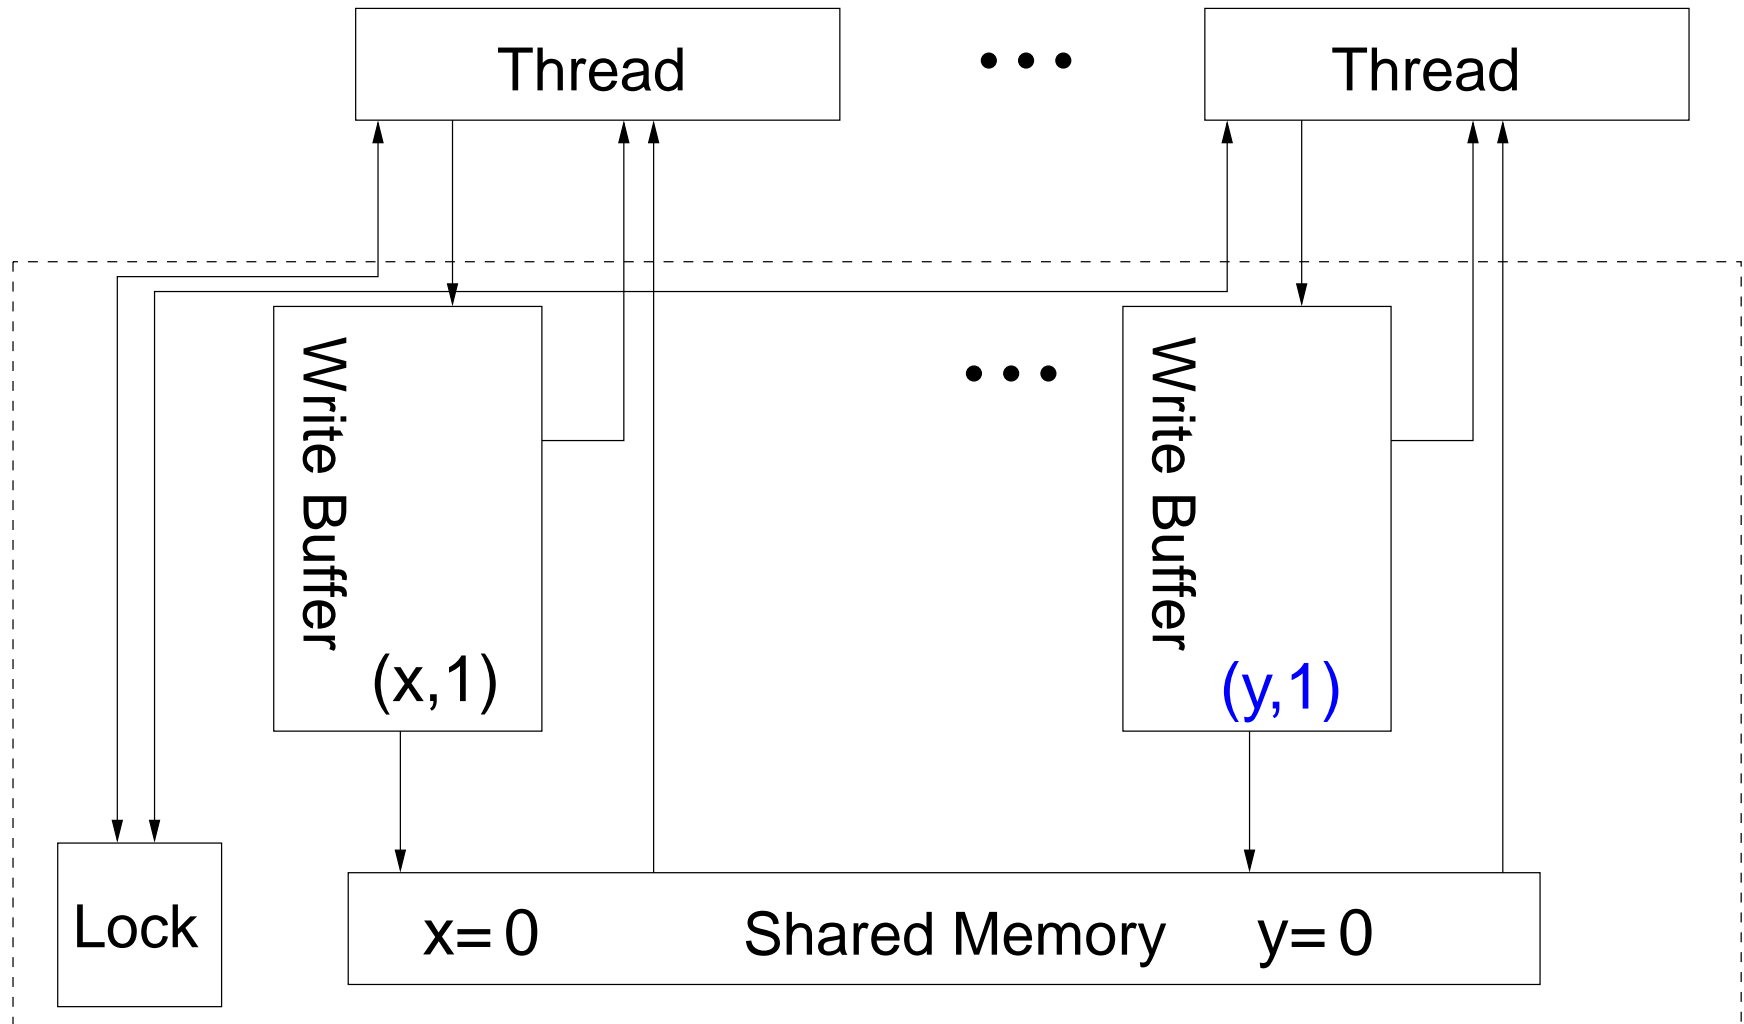 Thread
Thread
Write Buffer
Write Buffer
(x,1)
(y,1)
Lock
x= 0
Shared Memory
y= 0